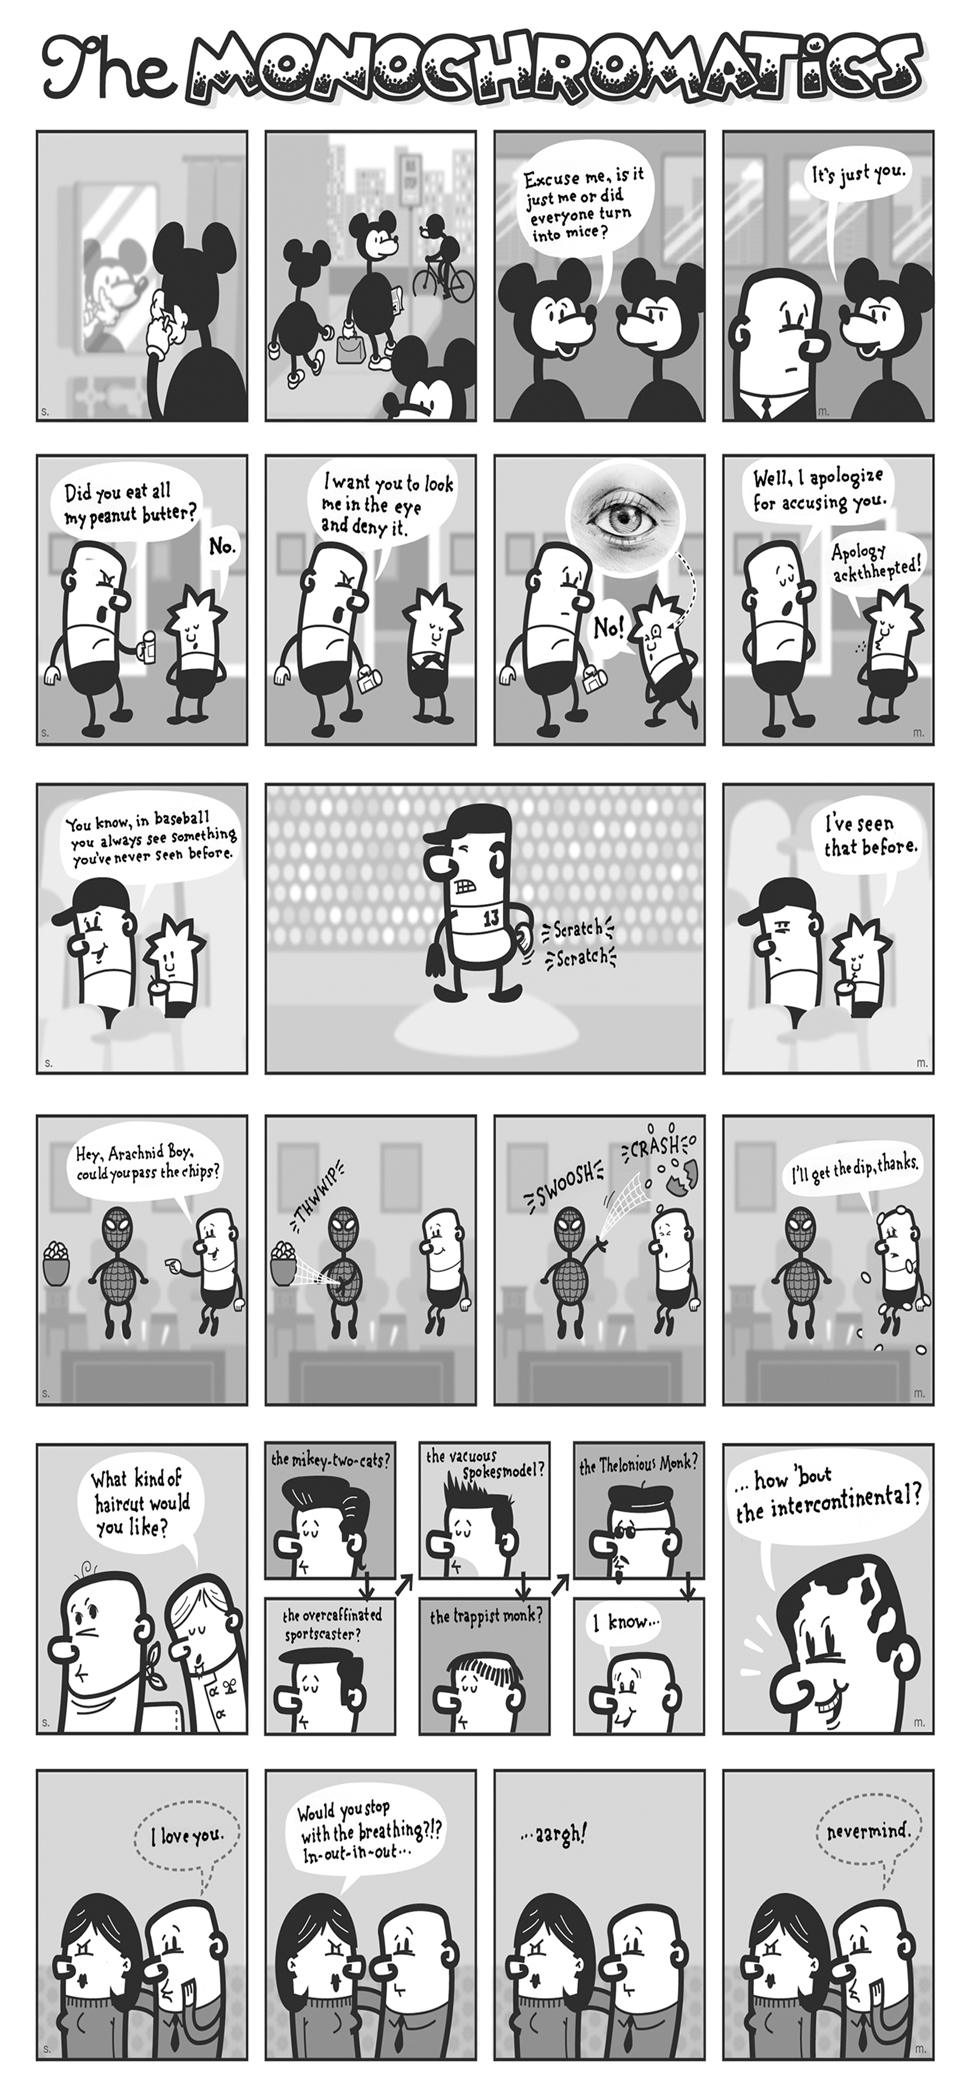 The MONOCHROMATiCS
BUS
STOP
Excuse me, is it
just me or did
everyone turn
into mice?
It's just you.
s.
m.
Did you eat all
my peanut butter?
No.
I want you to look
me in the eye
and deny it.
No!
Well, I apologize
for accusing you.
Apology
ackthhepted!
s.
m.
You know, in baseball
you always see something
you've never seen before.
13
Scratch
Scratch
I've seen
that before.
s.
m.
Hey, Arachnid Boy,
could you pass the chips?
THWWIP
SWOOSH
CRASH
I'll get the dip, thanks.
s.
m.
What kind of
haircut would
you like?
the mikey-two-cats?
the overcaffinated
sportscaster?
the vacuous
spokesmodel?
the trappist monk?
the Thelonious Monk?
I know...
...how 'bout
the intercontinental?
s.
m.
I love you.
Would you stop
with the breathing?!?
In-out-in-out...
...aargh!
nevermind.
s.
m.